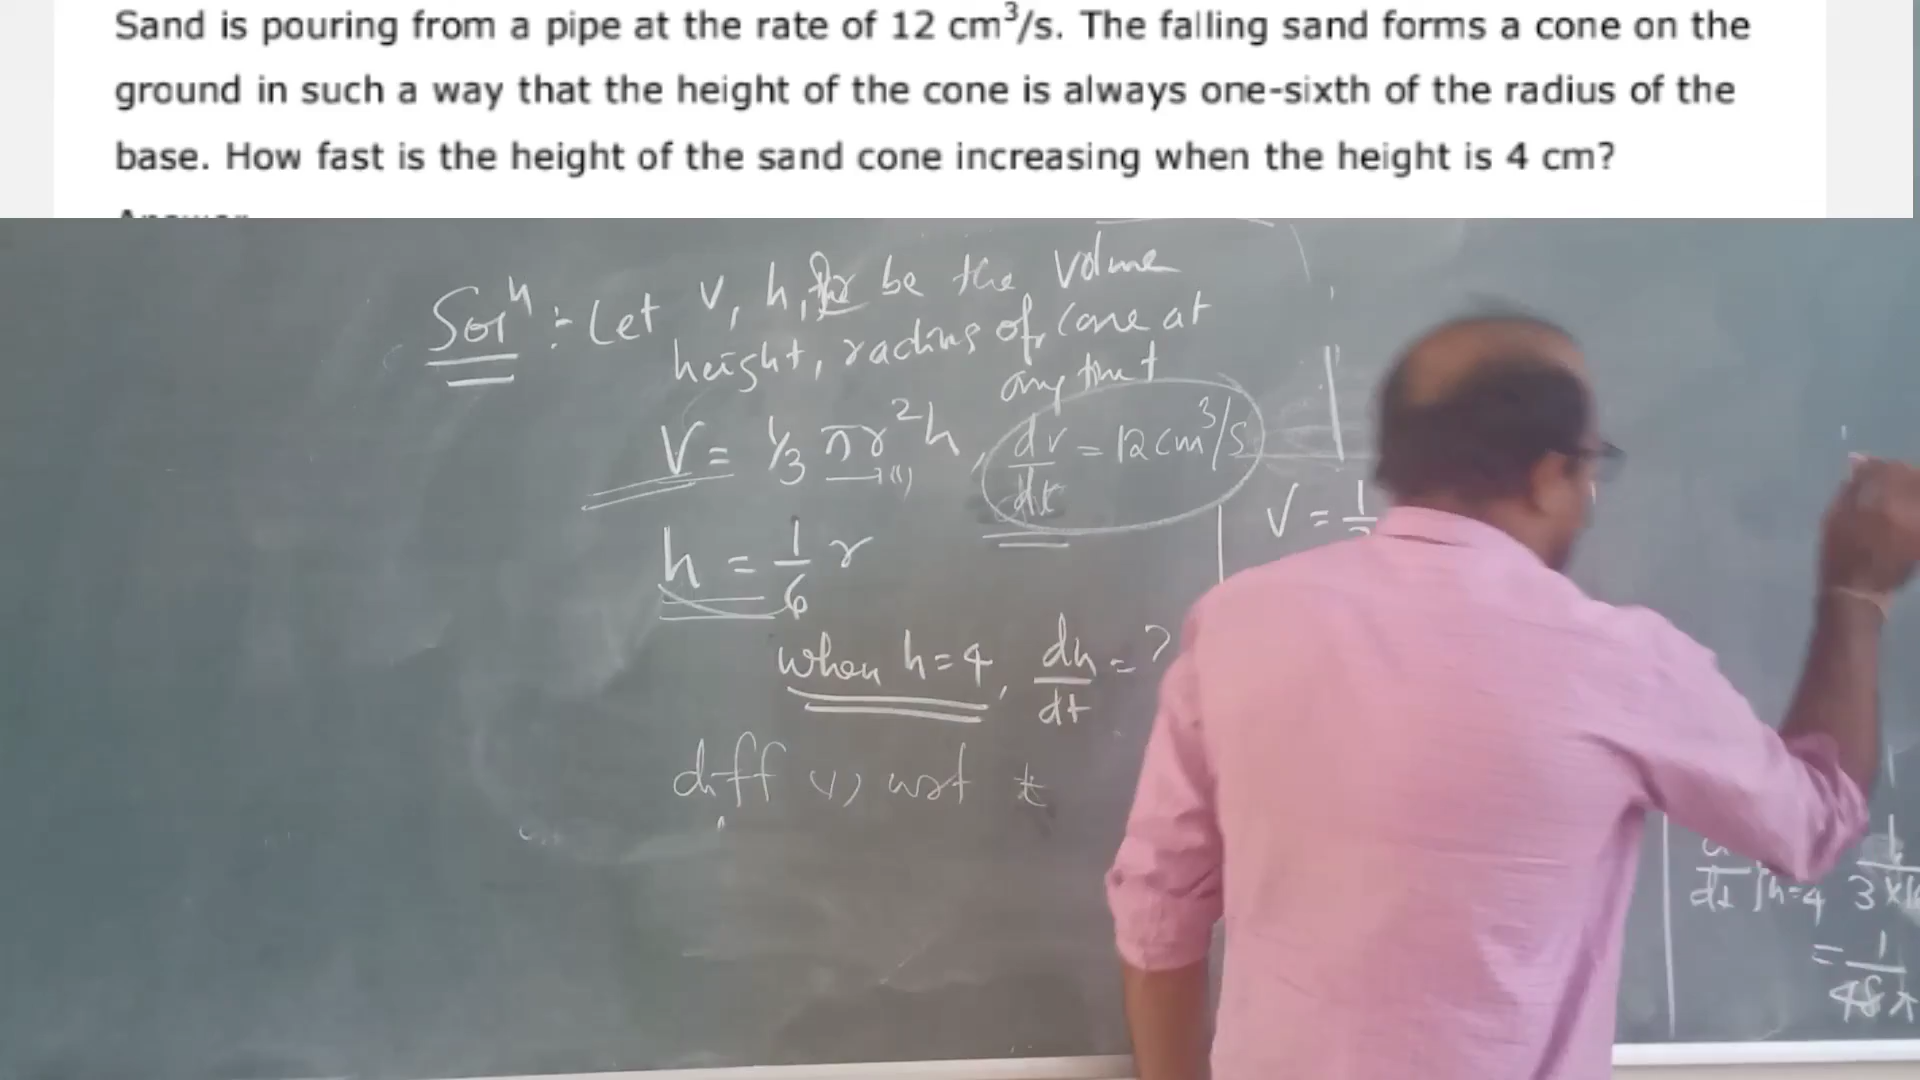 Sand is pouring from a pipe at the rate of 12 cm³/s. The falling sand forms a cone on the
ground in such a way that the height of the cone is always one-sixth of the radius of the
base. How fast is the height of the sand cone increasing when the height is 4 cm?
Solⁿ :- Let v, h, r be the volume
height, radius of cone at
any time t
V = 1/3 πr²h →(1), dv/dt = 12 cm³/s
h = 1/6 r
when h=4, dh/dt = ?
diff (1) wrt t
V = 1
dt h=4 3×1
= 1/48π